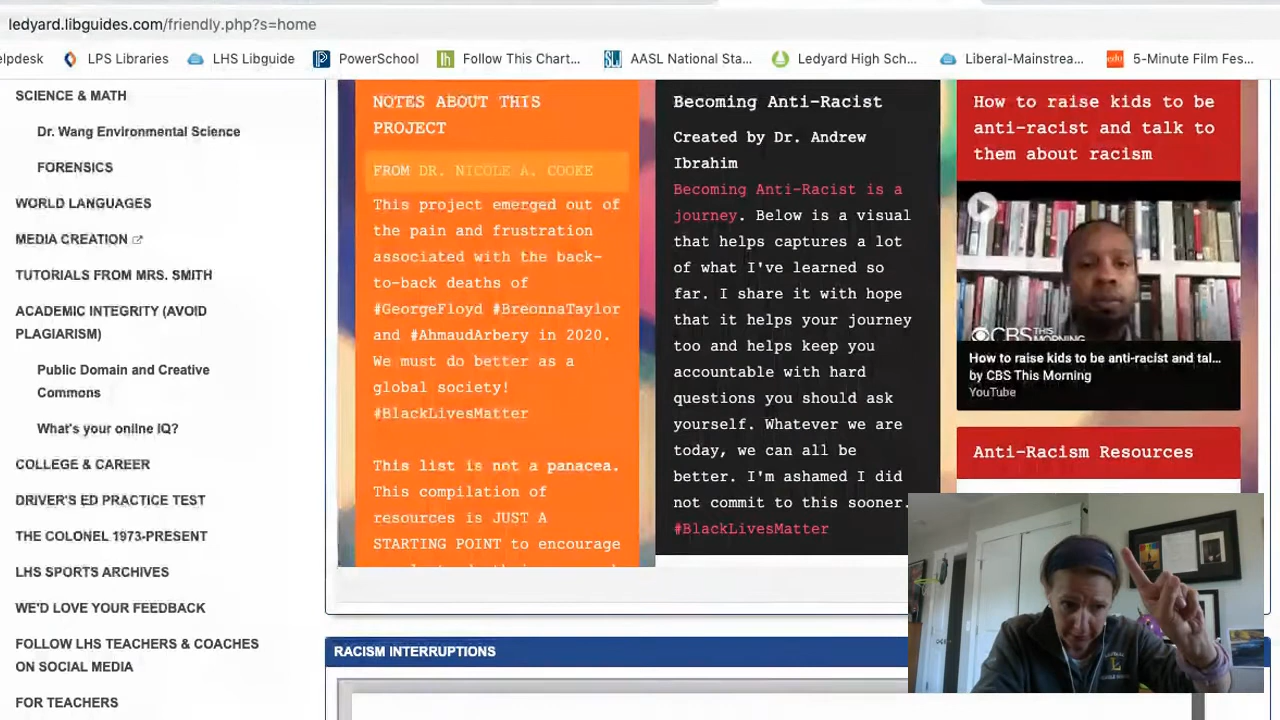 ledyard.libguides.com/friendly.php?s=home
elpdesk
LPS Libraries
LHS Libguide
PowerSchool
Follow This Chart...
AASL National Sta...
Ledyard High Sch...
Liberal-Mainstrea...
5-Minute Film Fes...
SCIENCE & MATH
Dr. Wang Environmental Science
FORENSICS
WORLD LANGUAGES
MEDIA CREATION
TUTORIALS FROM MRS. SMITH
ACADEMIC INTEGRITY (AVOID
PLAGIARISM)
Public Domain and Creative
Commons
What's your online IQ?
COLLEGE & CAREER
DRIVER'S ED PRACTICE TEST
THE COLONEL 1973-PRESENT
LHS SPORTS ARCHIVES
WE'D LOVE YOUR FEEDBACK
FOLLOW LHS TEACHERS & COACHES
ON SOCIAL MEDIA
FOR TEACHERS
NOTES ABOUT THIS
PROJECT
FROM DR. NICOLE A. COOKE
This project emerged out of
the pain and frustration
associated with the back-
to-back deaths of
#GeorgeFloyd #BreonnaTaylor
and #AhmaudArbery in 2020.
We must do better as a
global society!
#BlackLivesMatter
This list is not a panacea.
This compilation of
resources is JUST A
STARTING POINT to encourage
Becoming Anti-Racist
Created by Dr. Andrew
Ibrahim
Becoming Anti-Racist is a
journey. Below is a visual
that helps captures a lot
of what I've learned so
far. I share it with hope
that it helps your journey
too and helps keep you
accountable with hard
questions you should ask
yourself. Whatever we are
today, we can all be
better. I'm ashamed I did
not commit to this sooner.
#BlackLivesMatter
How to raise kids to be
anti-racist and talk to
them about racism
CBS THIS
MORNING
How to raise kids to be anti-racist and tal...
by CBS This Morning
YouTube
Anti-Racism Resources
RACISM INTERRUPTIONS